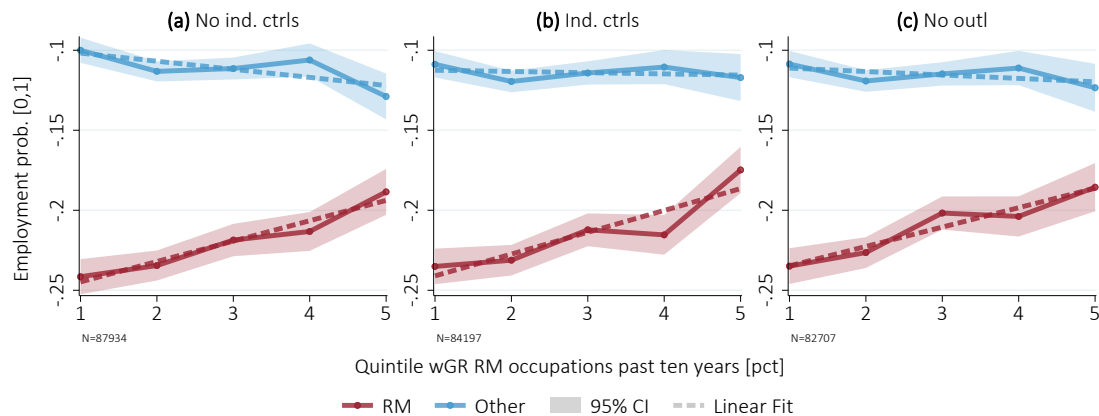 (a) No ind. ctrls
(b) Ind. ctrls
(c) No outl
Employment prob. [0,1]
-.1
-.15
-.2
-.25
1 2 3 4 5
N=87934
-.1
-.15
-.2
-.25
1 2 3 4 5
N=84197
-.1
-.15
-.2
-.25
1 2 3 4 5
N=82707
Quintile wGR RM occupations past ten years [pct]
RM Other 95% CI Linear Fit